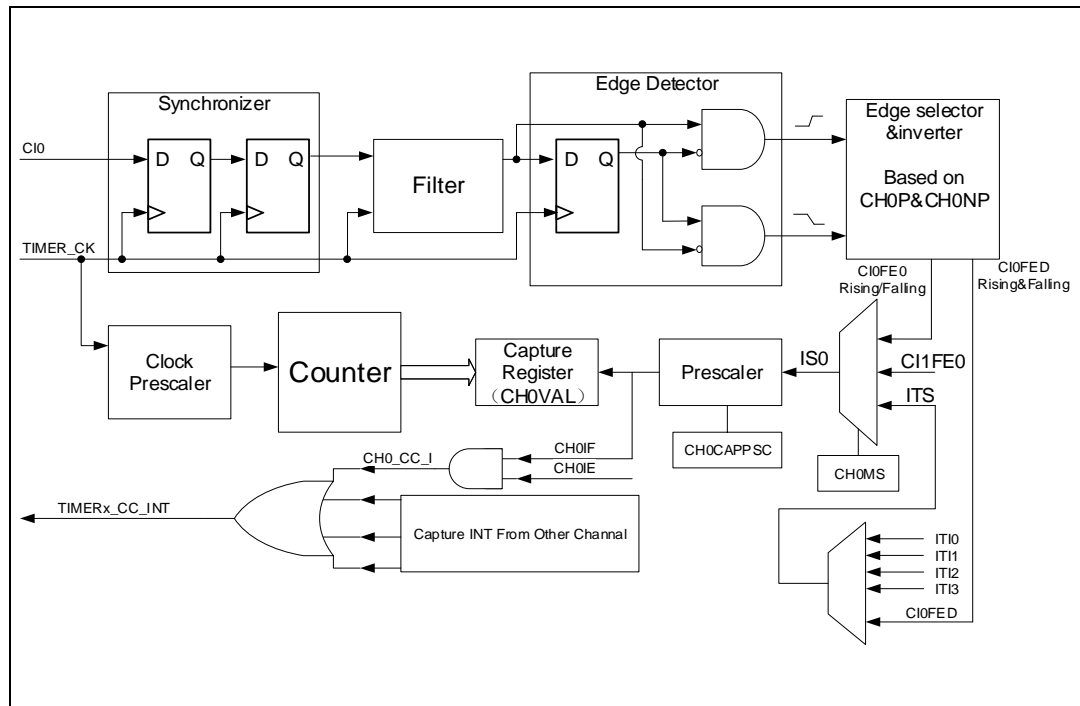 Synchronizer
Edge Detector
Edge selector
&inverter
Based on
CH0P&CH0NP
CI0
D Q
D Q
Filter
D Q
TIMER_CK
CI0FE0
Rising/Falling
CI0FED
Rising&Falling
Clock
Prescaler
Counter
Capture
Register
（CH0VAL）
Prescaler
IS0
CI1FE0
ITS
CH0CAPPSC
CH0MS
CH0_CC_I
CH0IF
CH0IE
TIMERx_CC_INT
Capture INT From Other Channel
ITI0
ITI1
ITI2
ITI3
CI0FED